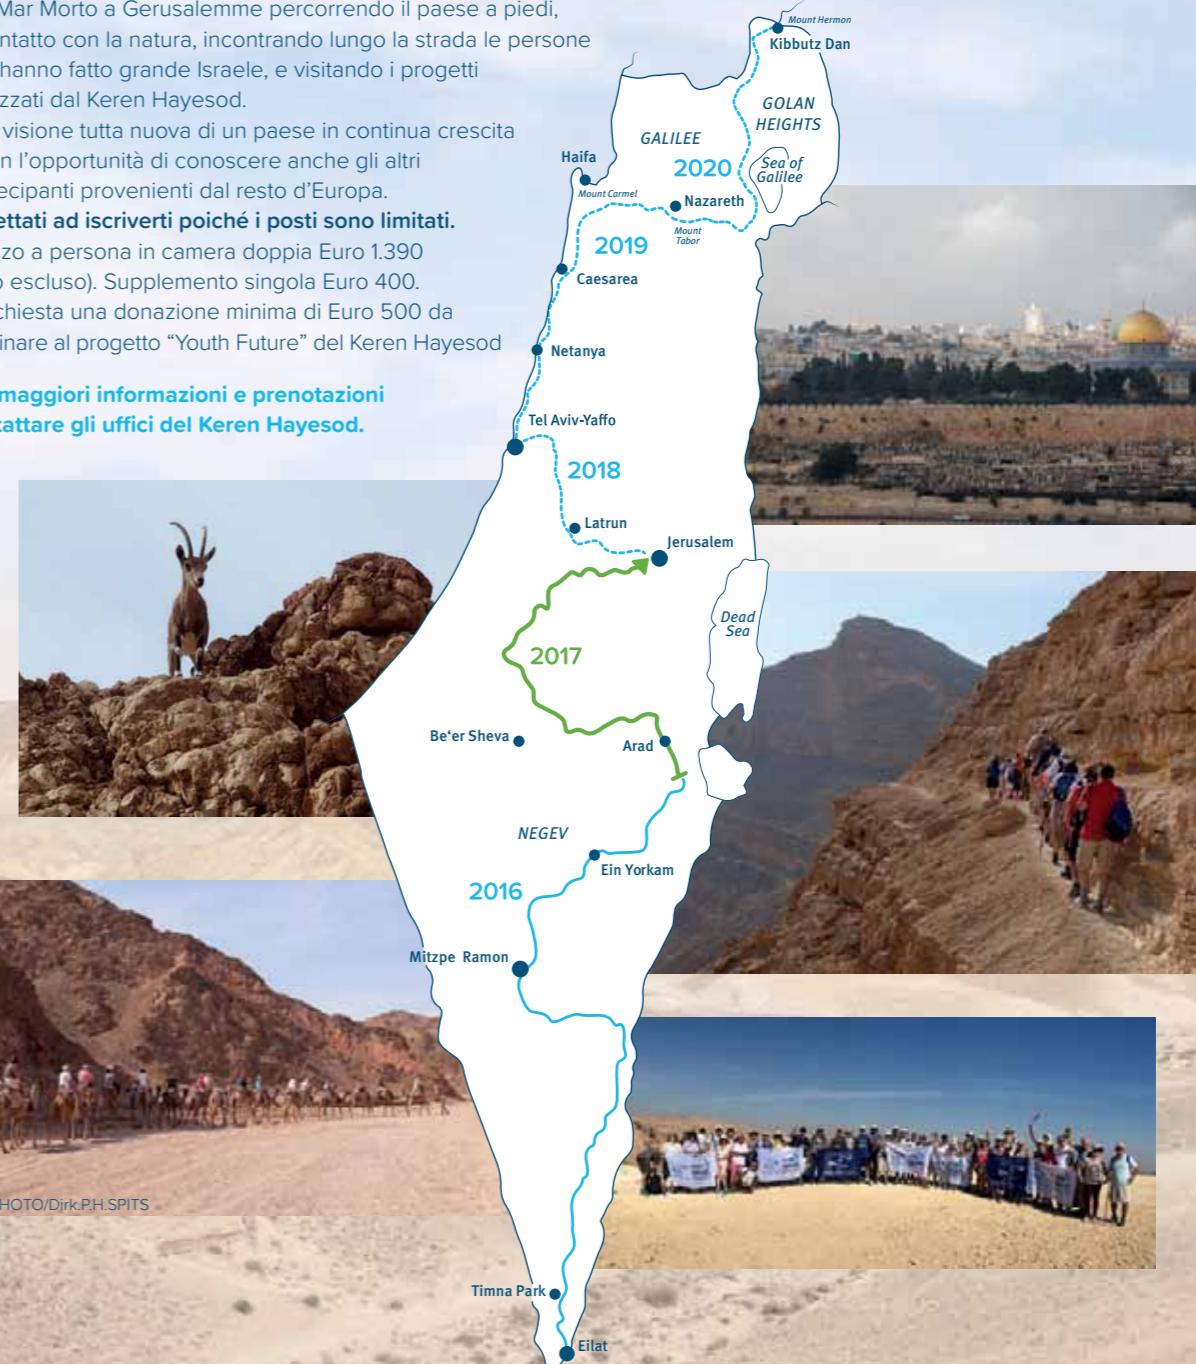 Mar Morto a Gerusalemme percorrendo il paese a piedi,
ntatto con la natura, incontrando lungo la strada le persone
hanno fatto grande Israele, e visitando i progetti
zzati dal Keren Hayesod.
visione tutta nuova di un paese in continua crescita
n l’opportunità di conoscere anche gli altri
ecipanti provenienti dal resto d’Europa.
ettati ad iscriverti poiché i posti sono limitati.
zo a persona in camera doppia Euro 1.390
o escluso). Supplemento singola Euro 400.
chiesta una donazione minima di Euro 500 da
inare al progetto “Youth Future” del Keren Hayesod
maggiori informazioni e prenotazioni
tattare gli uffici del Keren Hayesod.
Mount Hermon
Kibbutz Dan
GOLAN
HEIGHTS
GALILEE
Haifa
2020
Sea of
Galilee
Mount Carmel
Nazareth
Mount
Tabor
2019
Caesarea
Netanya
Tel Aviv-Yaffo
2018
Latrun
Jerusalem
Dead
Sea
2017
Be‘er Sheva
Arad
NEGEV
Ein Yorkam
2016
Mitzpe Ramon
HOTO/Dirk.P.H.SPITS
Timna Park
Eilat